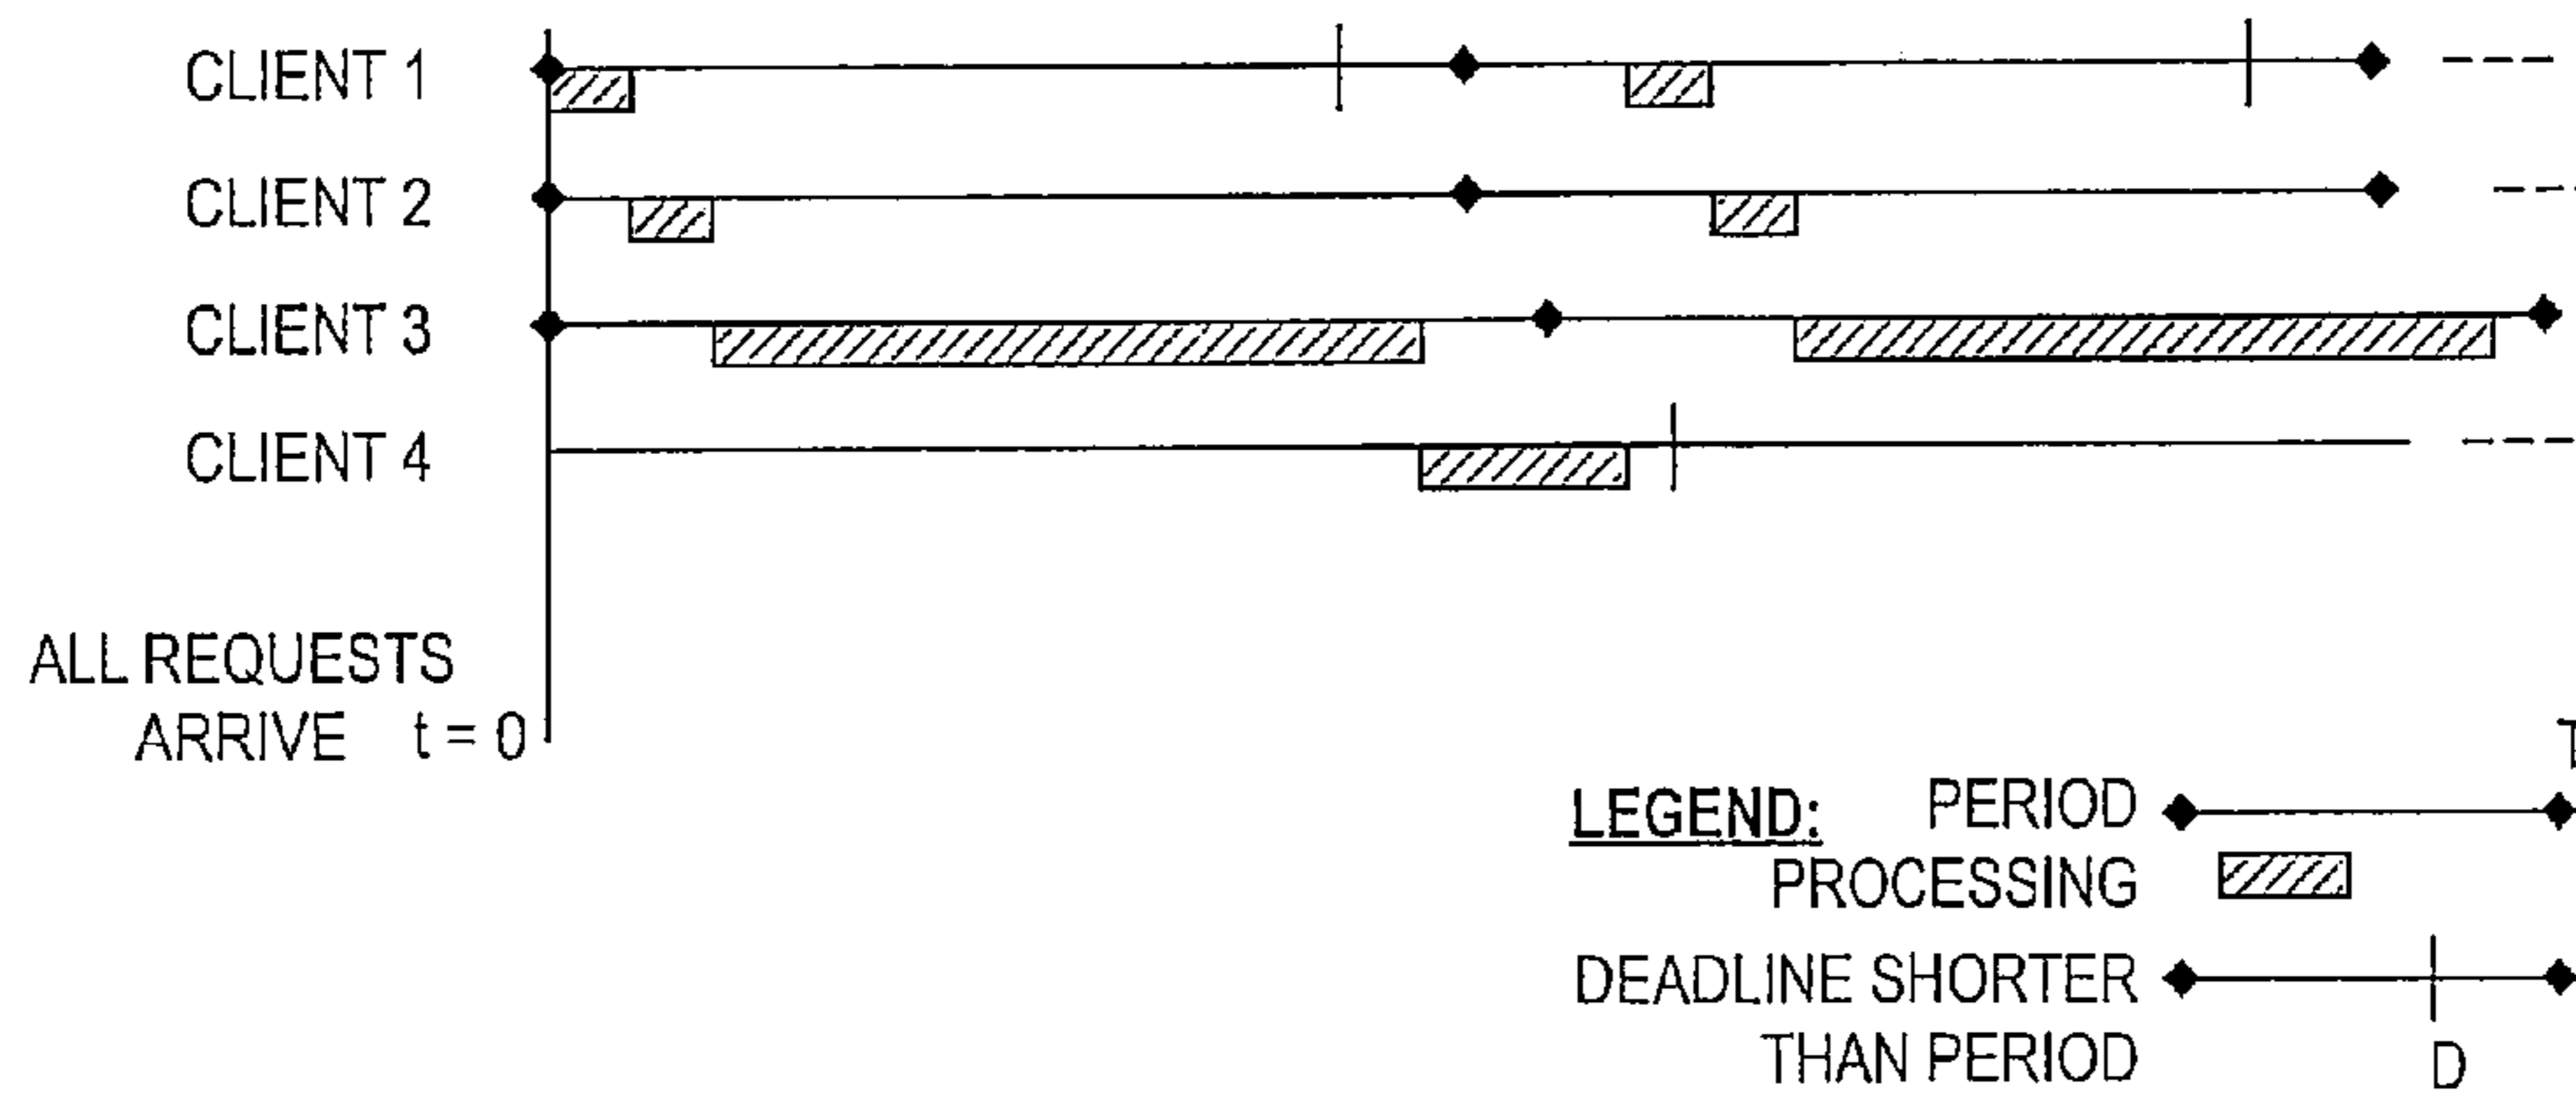 CLIENT 1
CLIENT 2
CLIENT 3
CLIENT 4
ALL REQUESTS
ARRIVE t = 0
LEGEND: PERIOD
PROCESSING
DEADLINE SHORTER
THAN PERIOD D